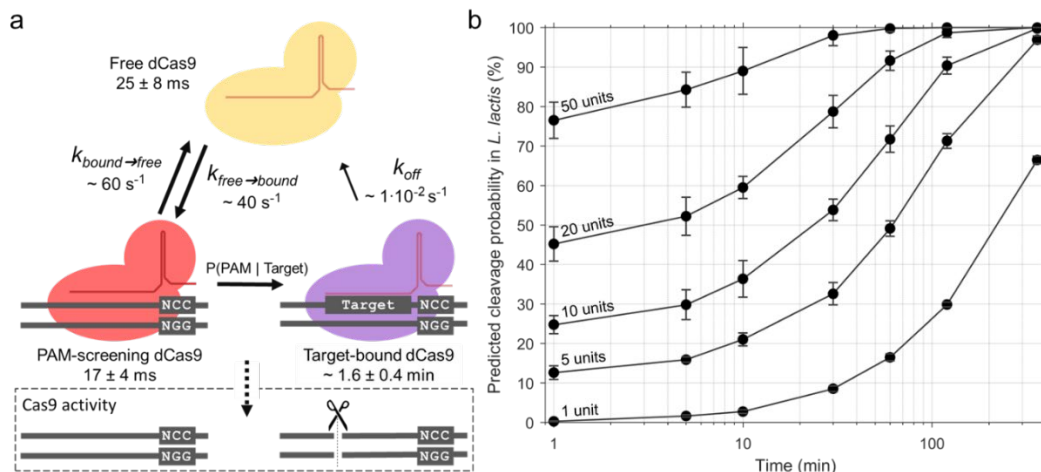 a
Free dCas9
25 ± 8 ms
k bound→free
~ 60 s⁻¹
k free→bound
~ 40 s⁻¹
k off
~ 1·10⁻² s⁻¹
P(PAM | Target)
NCC
NGG
Target
NCC
NGG
PAM-screening dCas9
17 ± 4 ms
Target-bound dCas9
~ 1.6 ± 0.4 min
Cas9 activity
NCC
NGG
NCC
NGG
b
Predicted cleavage probability in L. lactis (%)
100
90
80
70
60
50
40
30
20
10
0
50 units
20 units
10 units
5 units
1 unit
1
10
100
Time (min)